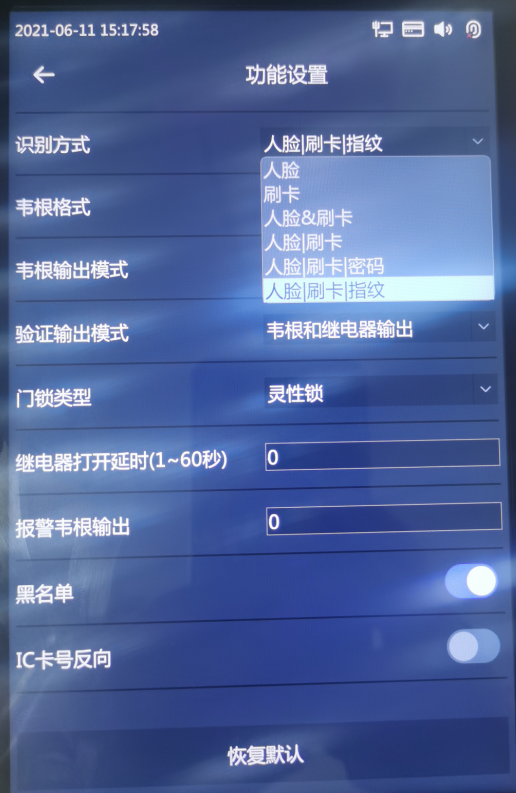 2021-06-11 15:17:58
功能设置
识别方式
人脸|刷卡|指纹
人脸
刷卡
人脸&刷卡
人脸|刷卡
人脸|刷卡|密码
人脸|刷卡|指纹
韦根格式
韦根输出模式
验证输出模式
韦根和继电器输出
门锁类型
灵性锁
继电器打开延时(1~60秒)
0
报警韦根输出
0
黑名单
IC卡号反向
恢复默认